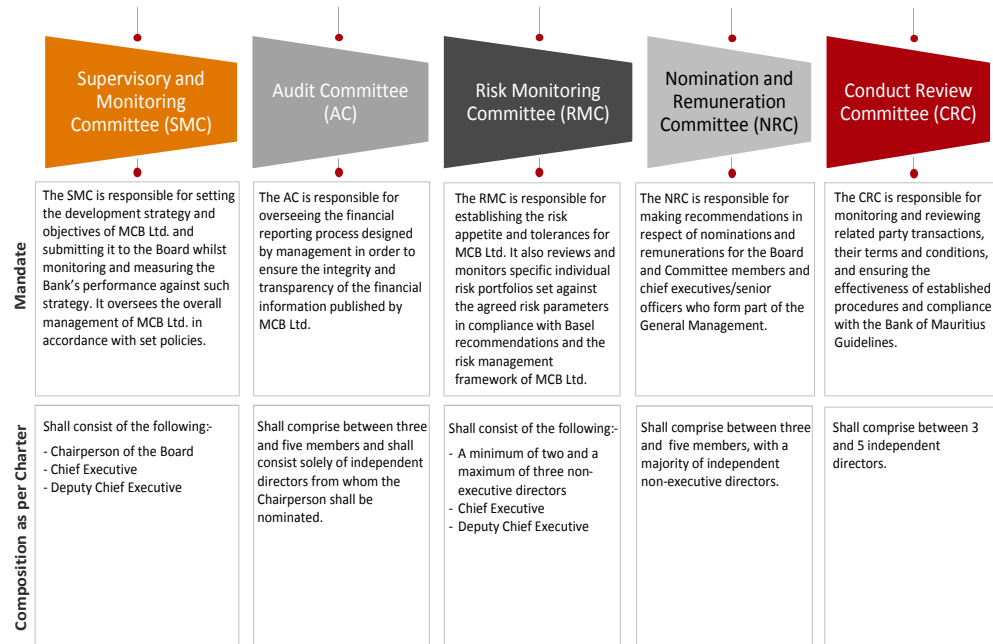 Supervisory and
Monitoring
Committee (SMC)
Audit Committee
(AC)
Risk Monitoring
Committee (RMC)
Nomination and
Remuneration
Committee (NRC)
Conduct Review
Committee (CRC)
Mandate
The SMC is responsible for setting
the development strategy and
objectives of MCB Ltd. and
submitting it to the Board whilst
monitoring and measuring the
Bank's performance against such
strategy. It oversees the overall
management of MCB Ltd. in
accordance with set policies.
The AC is responsible for
overseeing the financial
reporting process designed
by management in order to
ensure the integrity and
transparency of the financial
information published by
MCB Ltd.
The RMC is responsible for
establishing the risk
appetite and tolerances for
MCB Ltd. It also reviews and
monitors specific individual
risk portfolios set against
the agreed risk parameters
in compliance with Basel
recommendations and the
risk management
framework of MCB Ltd.
The NRC is responsible for
making recommendations in
respect of nominations and
remunerations for the Board
and Committee members and
chief executives/senior
officers who form part of the
General Management.
The CRC is responsible for
monitoring and reviewing
related party transactions,
their terms and conditions,
and ensuring the
effectiveness of established
procedures and compliance
with the Bank of Mauritius
Guidelines.
Composition as per Charter
Shall consist of the following:-
- Chairperson of the Board
- Chief Executive
- Deputy Chief Executive
Shall comprise between three
and five members and shall
consist solely of independent
directors from whom the
Chairperson shall be
nominated.
Shall consist of the following:-
- A minimum of two and a
maximum of three non-
executive directors
- Chief Executive
- Deputy Chief Executive
Shall comprise between three
and five members, with a
majority of independent
non-executive directors.
Shall comprise between 3
and 5 independent
directors.